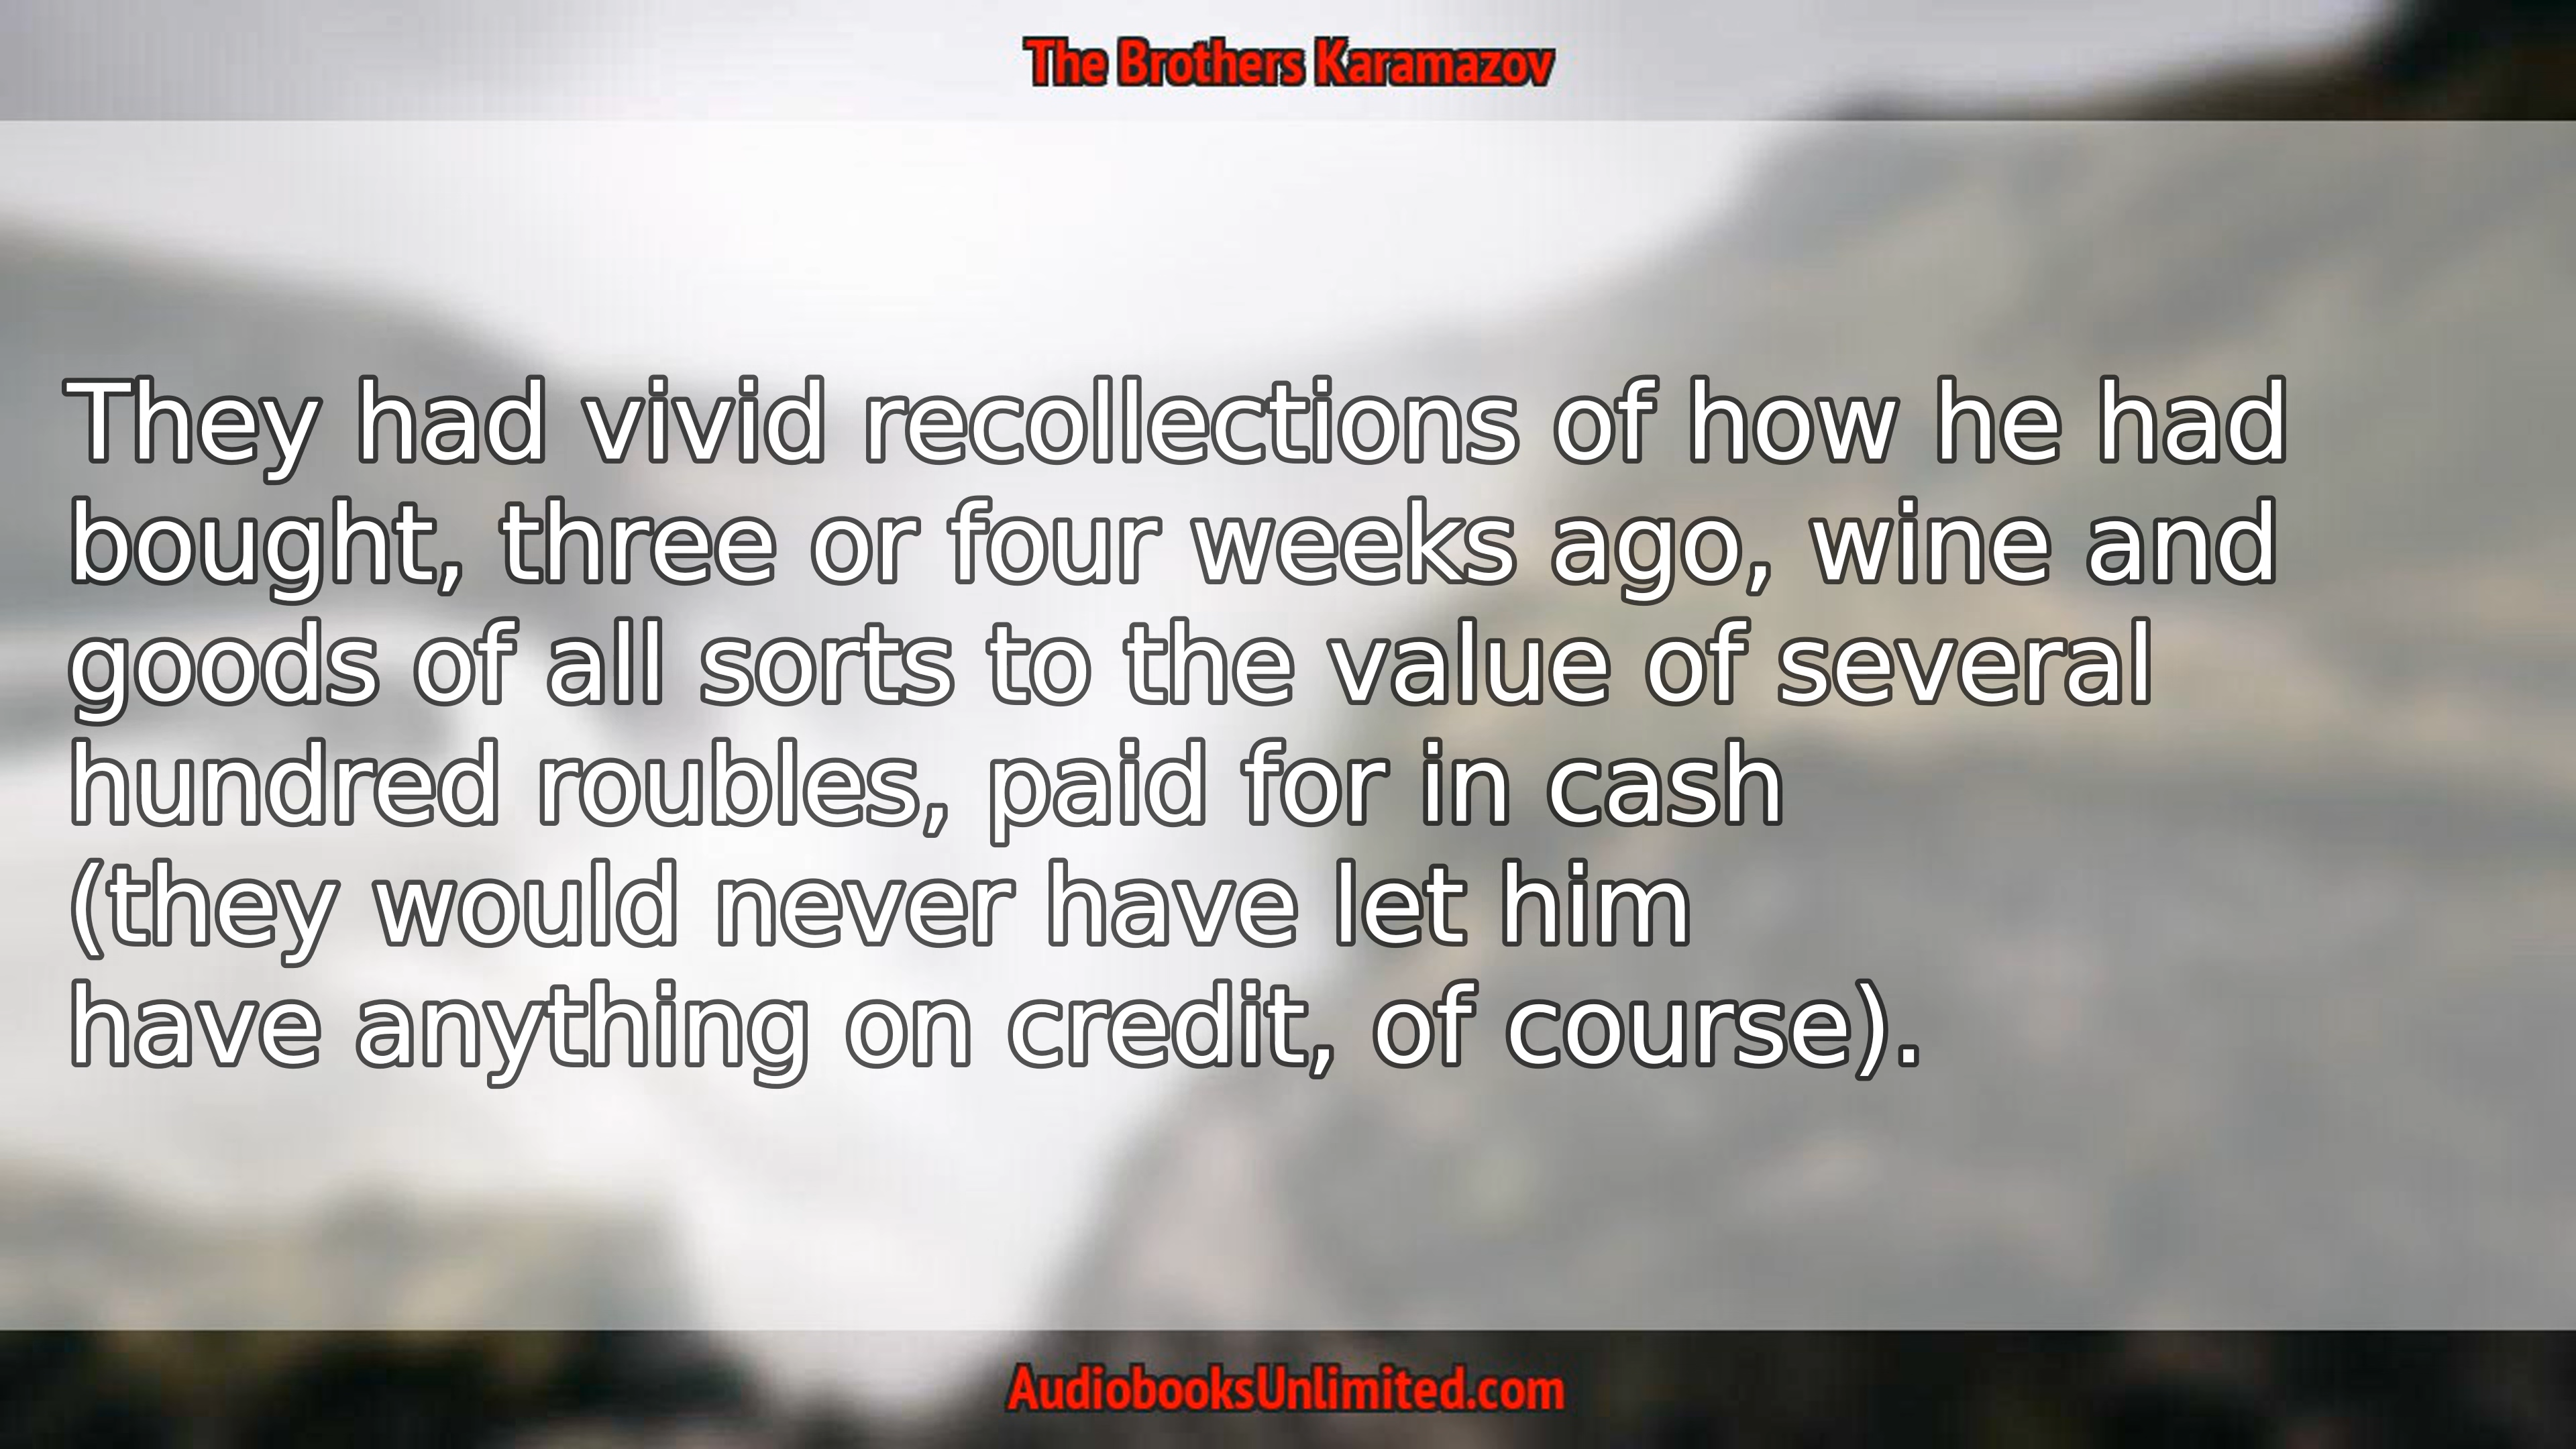 The Brothers Karamazov
They had vivid recollections of how he had
bought, three or four weeks ago, wine and
goods of all sorts to the value of several
hundred roubles, paid for in cash
(they would never have let him
have anything on credit, of course).
AudiobooksUnlimited.com